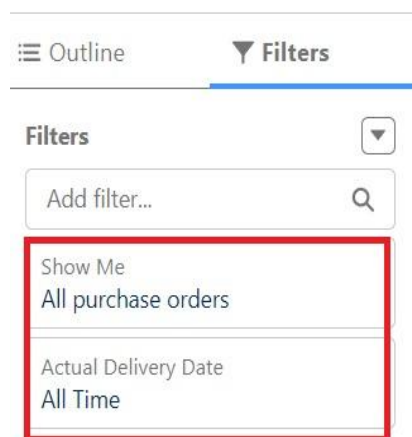 Outline
Filters
Filters
Add filter...
Show Me
All purchase orders
Actual Delivery Date
All Time